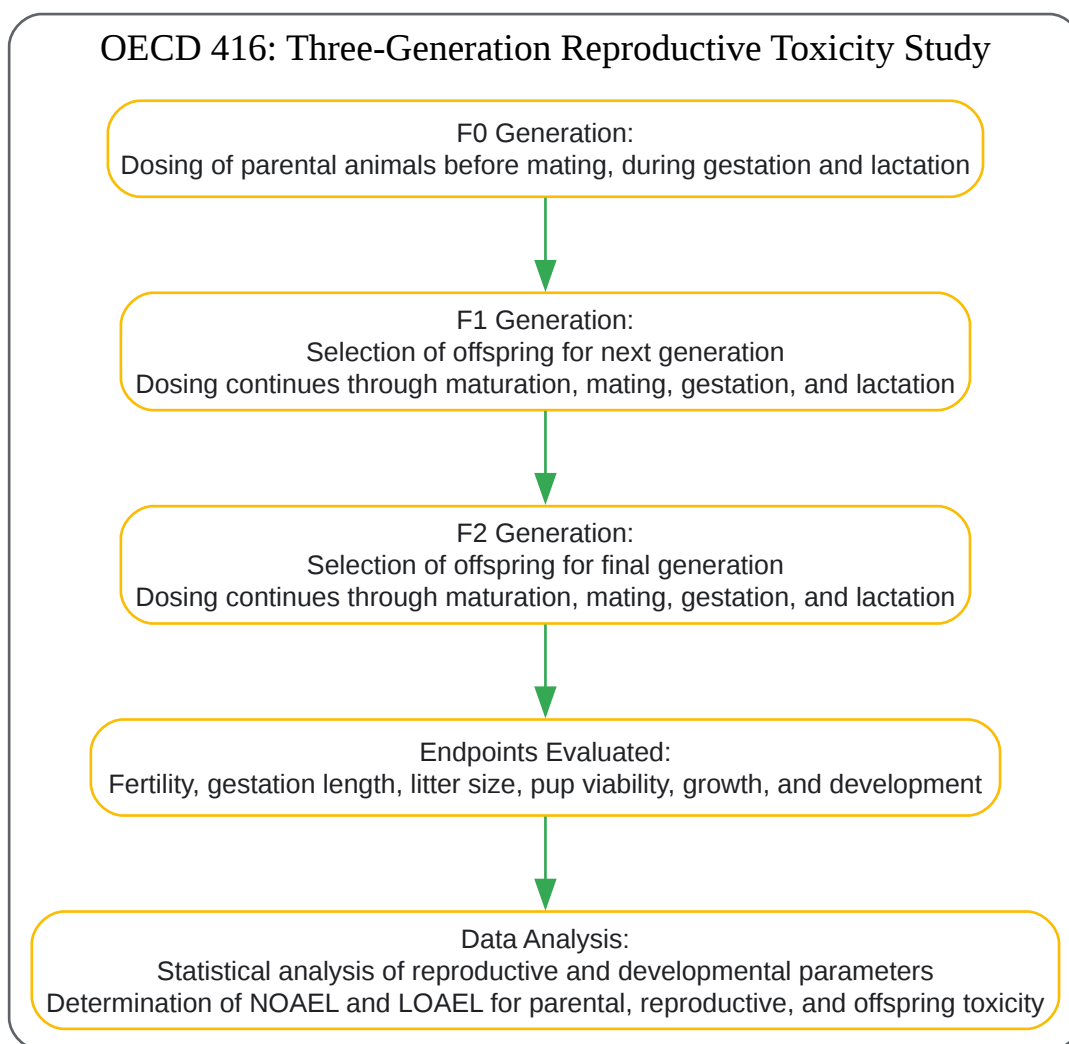 OECD 416: Three-Generation Reproductive Toxicity Study
F0 Generation:
Dosing of parental animals before mating, during gestation and lactation
F1 Generation:
Selection of offspring for next generation
Dosing continues through maturation, mating, gestation, and lactation
F2 Generation:
Selection of offspring for final generation
Dosing continues through maturation, mating, gestation, and lactation
Endpoints Evaluated:
Fertility, gestation length, litter size, pup viability, growth, and development
Data Analysis:
Statistical analysis of reproductive and developmental parameters
Determination of NOAEL and LOAEL for parental, reproductive, and offspring toxicity